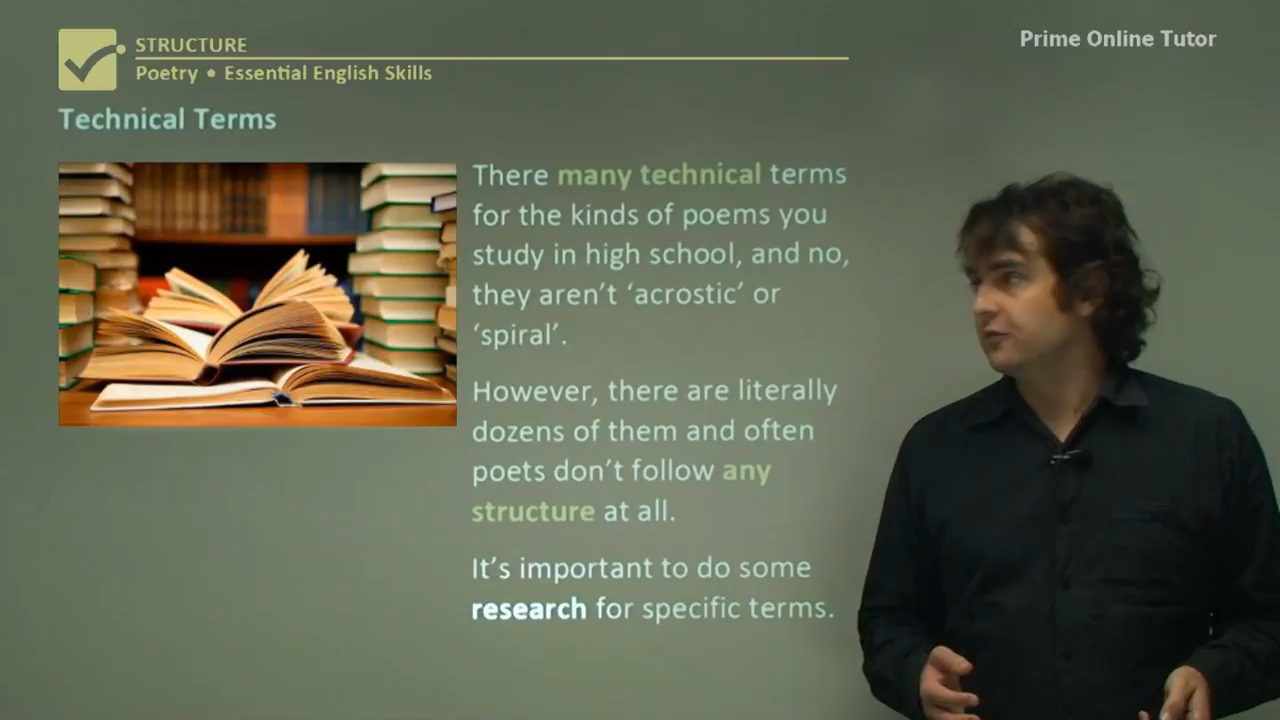 STRUCTURE
Prime Online Tutor
Poetry • Essential English Skills
Technical Terms
There many technical terms
for the kinds of poems you
study in high school, and no,
they aren’t ‘acrostic’ or
‘spiral’.
However, there are literally
dozens of them and often
poets don’t follow any
structure at all.
It’s important to do some
research for specific terms.